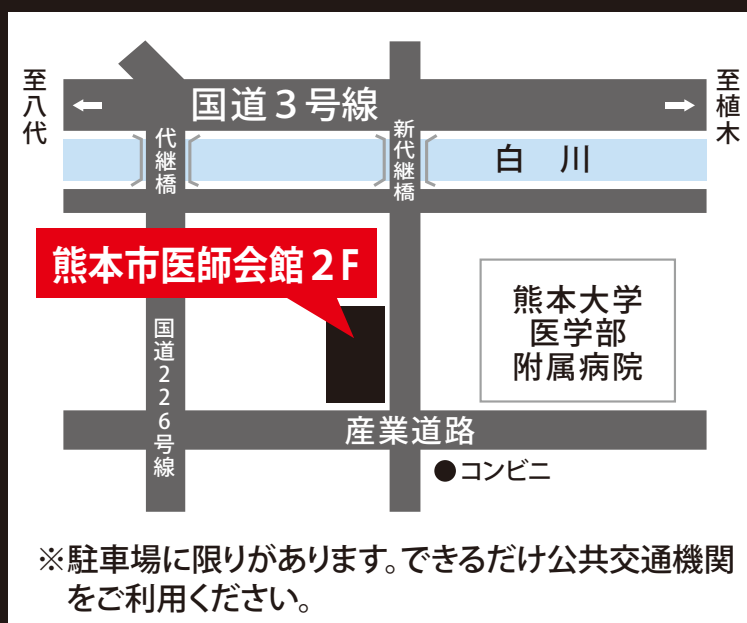 至八代
国道３号線
至植木
代継橋
新代継橋
白　川
熊本市医師会館２F
国道226号線
熊本大学
医学部
附属病院
産業道路
●コンビニ
※駐車場に限りがあります。できるだけ公共交通機関
をご利用ください。